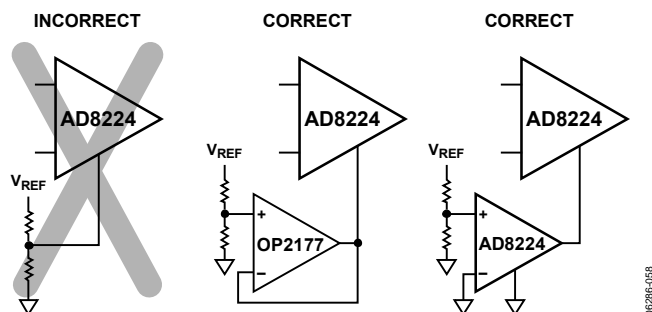 INCORRECT
CORRECT
CORRECT
AD8224
AD8224
AD8224
VREF
VREF
VREF
+
OP2177
–
+
AD8224
–
06286-058